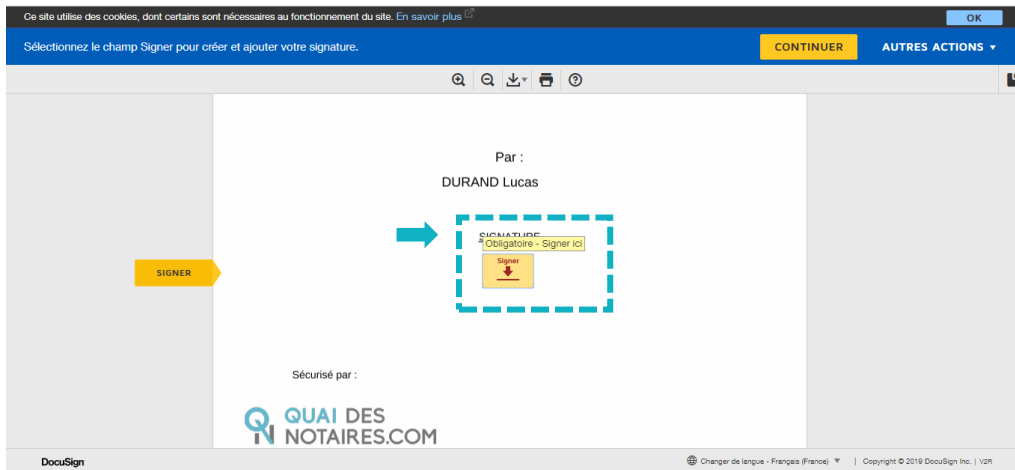 Ce site utilise des cookies, dont certains sont nécessaires au fonctionnement du site. En savoir plus
OK
Sélectionnez le champ Signer pour créer et ajouter votre signature.
CONTINUER
AUTRES ACTIONS
Par :
DURAND Lucas
SIGNATURE
Obligatoire - Signer ici
Signer
SIGNER
Sécurisé par :
QUAI DES
NOTAIRES.COM
DocuSign
Changer de langue - Français (France) | Copyright © 2019 DocuSign Inc. | V2R